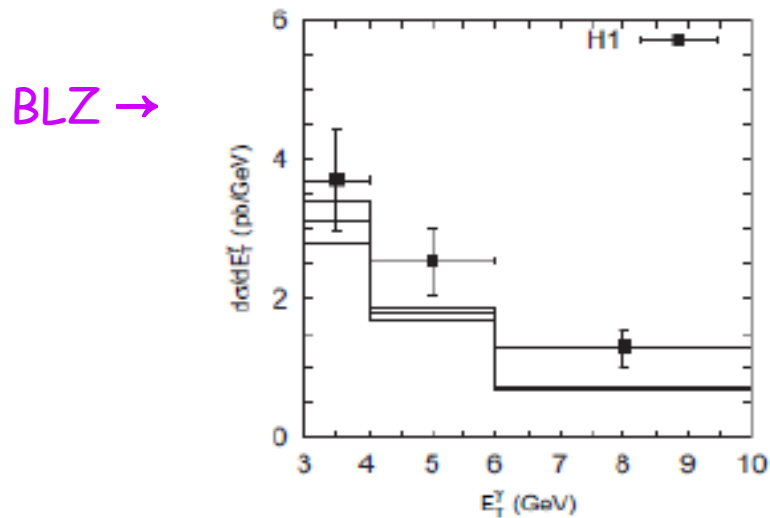 BLZ →
6
H1
4
2
0
dσ/dE_T^γ (pb/GeV)
3 4 5 6 7 8 9 10
E_T^γ (GeV)